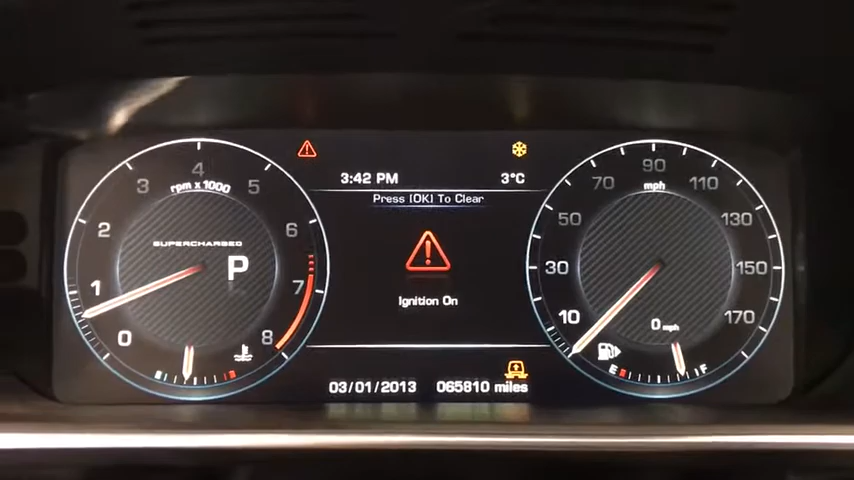 3:42 PM
3°C
Press [OK] To Clear
Ignition On
03/01/2013
065810 miles
rpm x 1000
SUPERCHARGED
P
0
1
2
3
4
5
6
7
8
mph
10
30
50
70
90
110
130
150
170
0 mph
E
F